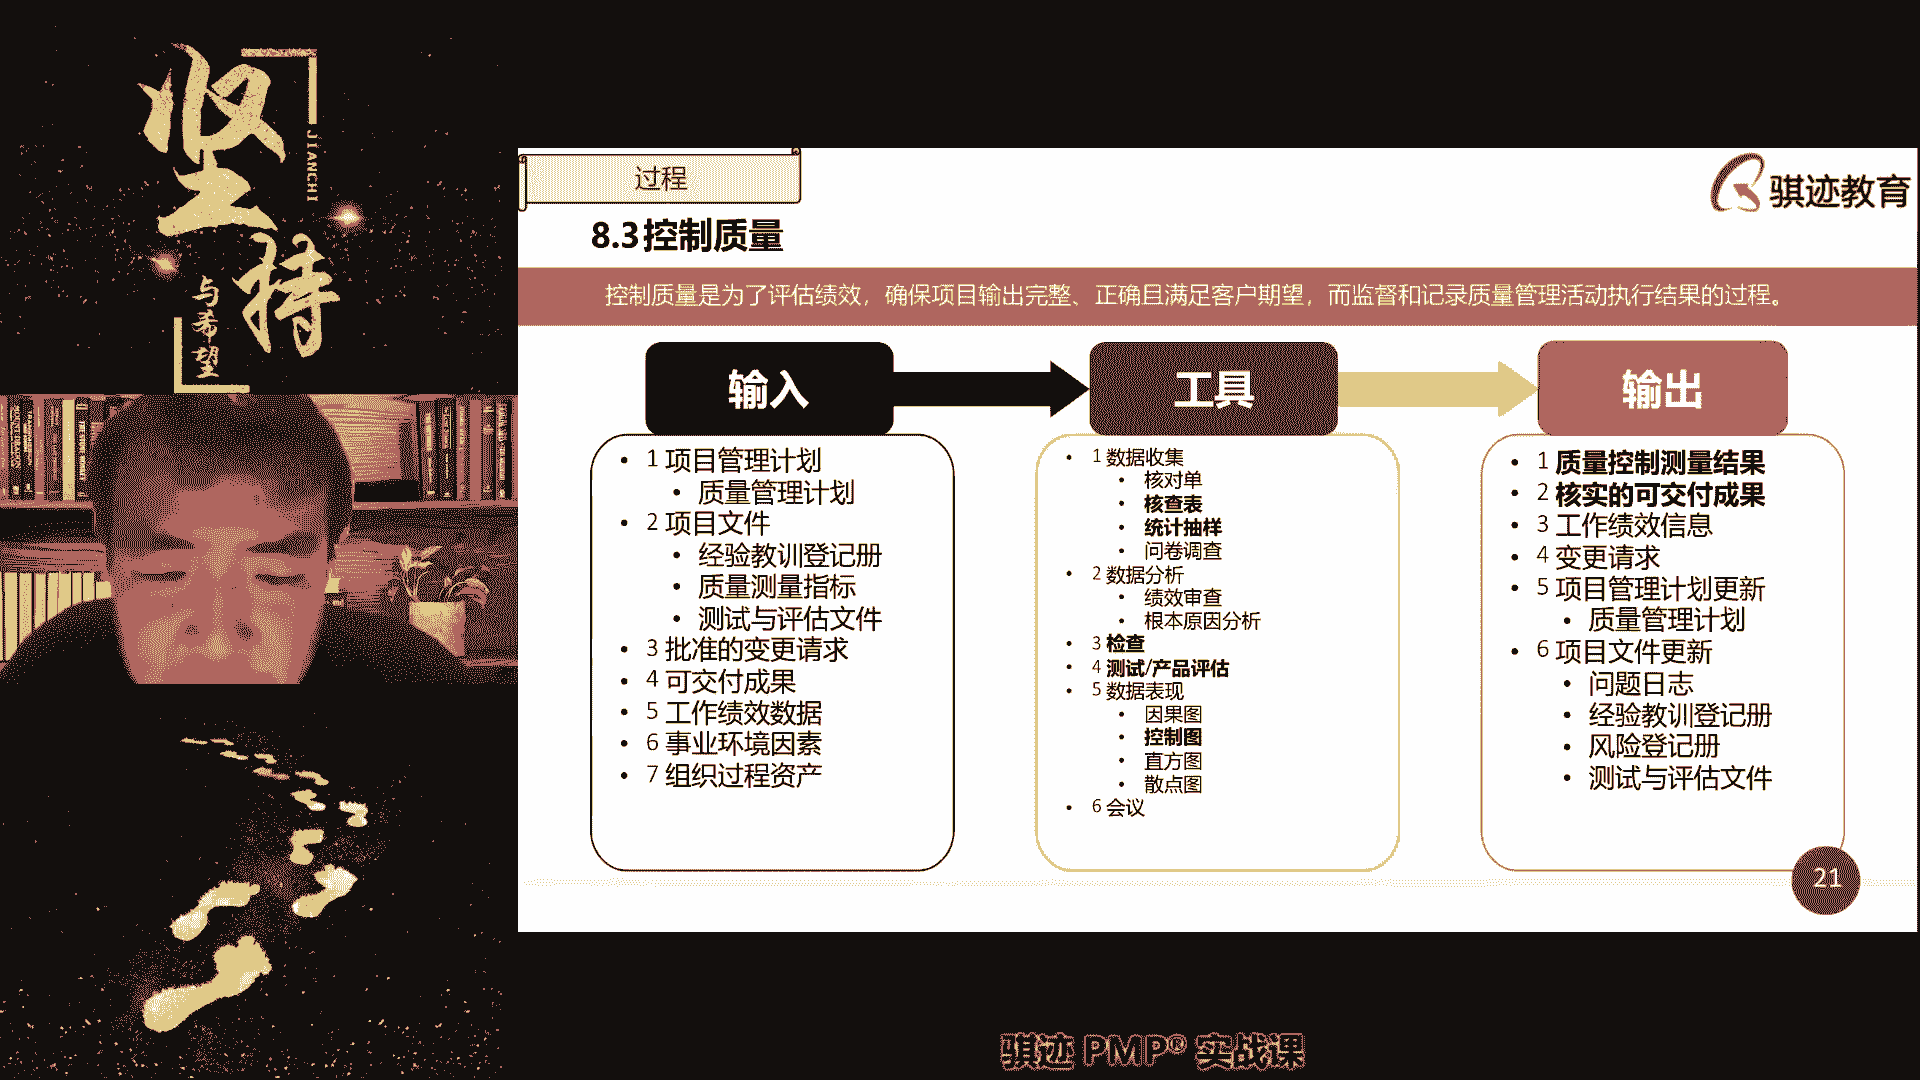 坚持
JIANCHI
与希望
过程
骐迹教育
8.3控制质量
控制质量是为了评估绩效，确保项目输出完整、正确且满足客户期望，而监督和记录质量管理活动执行结果的过程。
输入
• 1 项目管理计划
• 质量管理计划
• 2 项目文件
• 经验教训登记册
• 质量测量指标
• 测试与评估文件
• 3 批准的变更请求
• 4 可交付成果
• 5 工作绩效数据
• 6 事业环境因素
• 7 组织过程资产
工具
• 1 数据收集
• 核对单
• 核查表
• 统计抽样
• 问卷调查
• 2 数据分析
• 绩效审查
• 根本原因分析
• 3 检查
• 4 测试/产品评估
• 5 数据表现
• 因果图
• 控制图
• 直方图
• 散点图
• 6 会议
输出
• 1 质量控制测量结果
• 2 核实的可交付成果
• 3 工作绩效信息
• 4 变更请求
• 5 项目管理计划更新
• 质量管理计划
• 6 项目文件更新
• 问题日志
• 经验教训登记册
• 风险登记册
• 测试与评估文件
21
骐迹 PMP® 实战课